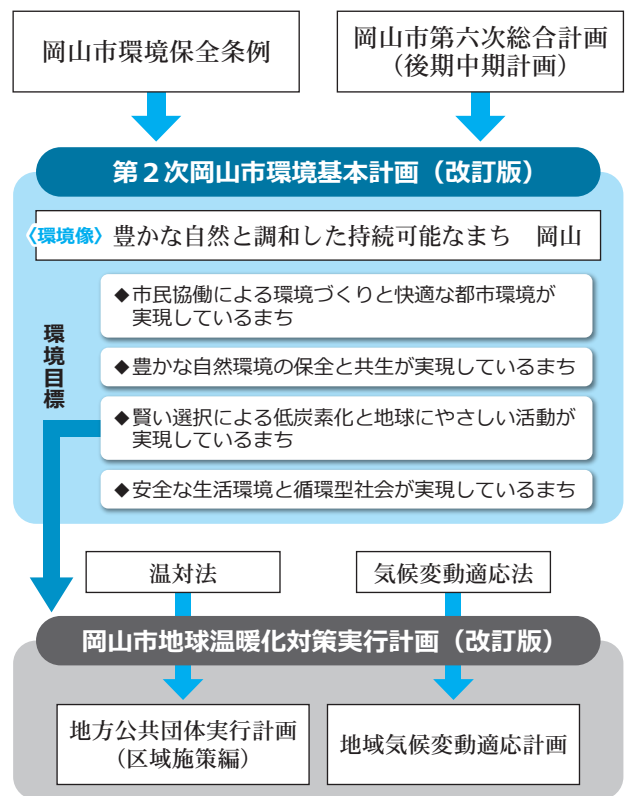 岡山市環境保全条例
岡山市第六次総合計画
（後期中期計画）
第２次岡山市環境基本計画（改訂版）
〈環境像〉豊かな自然と調和した持続可能なまち　岡山
環境目標
◆市民協働による環境づくりと快適な都市環境が
実現しているまち
◆豊かな自然環境の保全と共生が実現しているまち
◆賢い選択による低炭素化と地球にやさしい活動が
実現しているまち
◆安全な生活環境と循環型社会が実現しているまち
温対法
気候変動適応法
岡山市地球温暖化対策実行計画（改訂版）
地方公共団体実行計画
（区域施策編）
地域気候変動適応計画